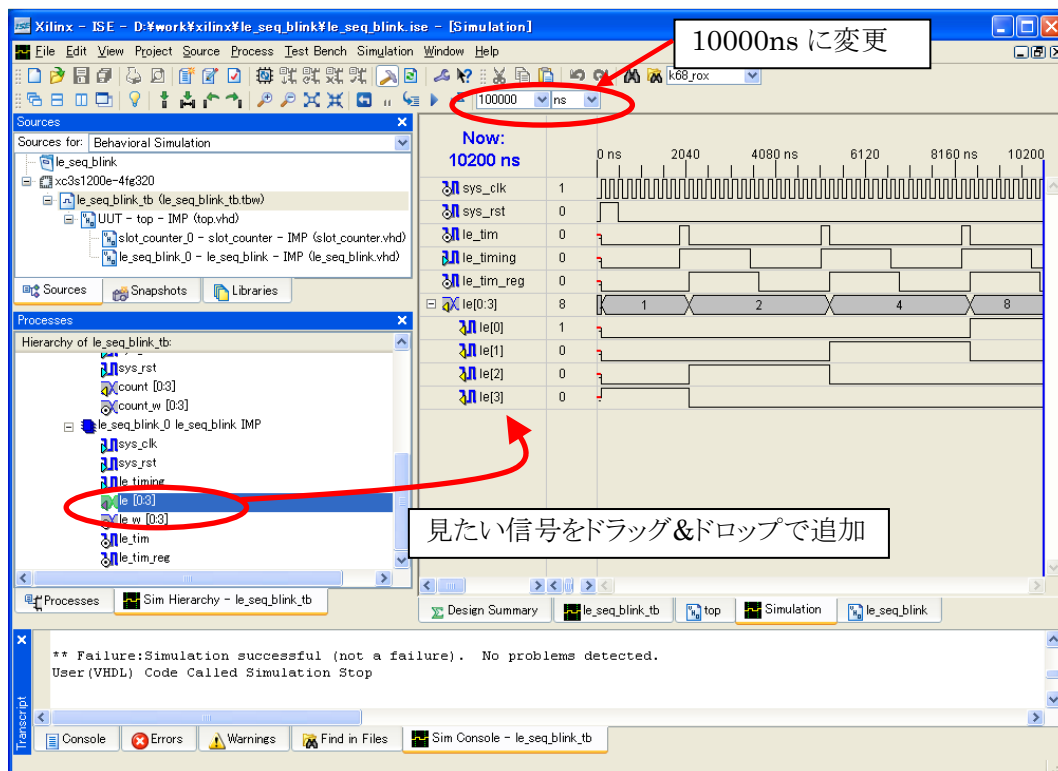 Xilinx - ISE - D:¥work¥xilinx¥le_seq_blink¥le_seq_blink.ise - [Simulation]
10000ns に変更
File Edit View Project Source Process Test Bench Simulation Window Help
k68_rox
100000 ns
Sources
Sources for: Behavioral Simulation
le_seq_blink
xc3s1200e-4fg320
le_seq_blink_tb (le_seq_blink_tb.tbw)
UUT - top - IMP (top.vhd)
slot_counter_0 - slot_counter - IMP (slot_counter.vhd)
le_seq_blink_0 - le_seq_blink - IMP (le_seq_blink.vhd)
Sources Snapshots Libraries
Processes
Hierarchy of le_seq_blink_tb:
sys_rst
count [0:3]
count_w [0:3]
le_seq_blink_0 le_seq_blink IMP
sys_clk
sys_rst
le_timing
le [0:3]
le_w [0:3]
le_tim
le_tim_reg
Processes Sim Hierarchy - le_seq_blink_tb
Now:
10200 ns
0 ns 2040 4080 ns 6120 8160 ns 10200
sys_clk 1
sys_rst 0
le_tim 0
le_timing 0
le_tim_reg 0
le[0:3] 8 1 2 4 8
le[0] 1
le[1] 0
le[2] 0
le[3] 0
見たい信号をドラッグ&ドロップで追加
Design Summary le_seq_blink_tb top Simulation le_seq_blink
** Failure:Simulation successful (not a failure). No problems detected.
User(VHDL) Code Called Simulation Stop
Transcript
Console Errors Warnings Find in Files Sim Console - le_seq_blink_tb